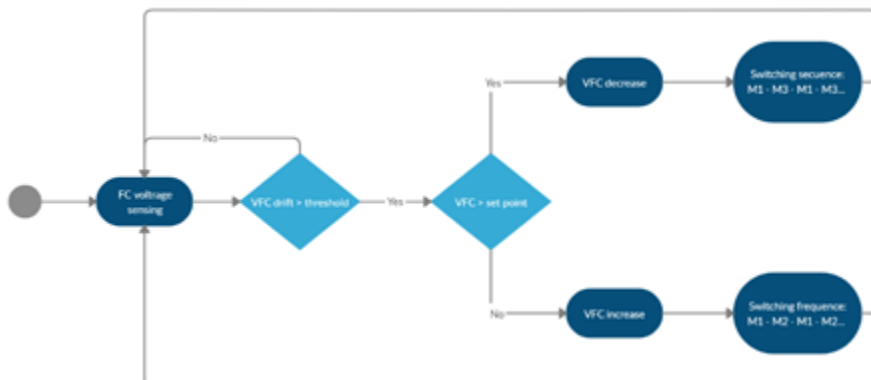 Yes
VFC decrease
Switching secuence:
M1 - M3 - M1 - M3...
No
FC voltrage
sensing
VFC drift > threshold
Yes
VFC > set point
No
VFC increase
Switching frequence:
M1 - M2 - M1 - M2...